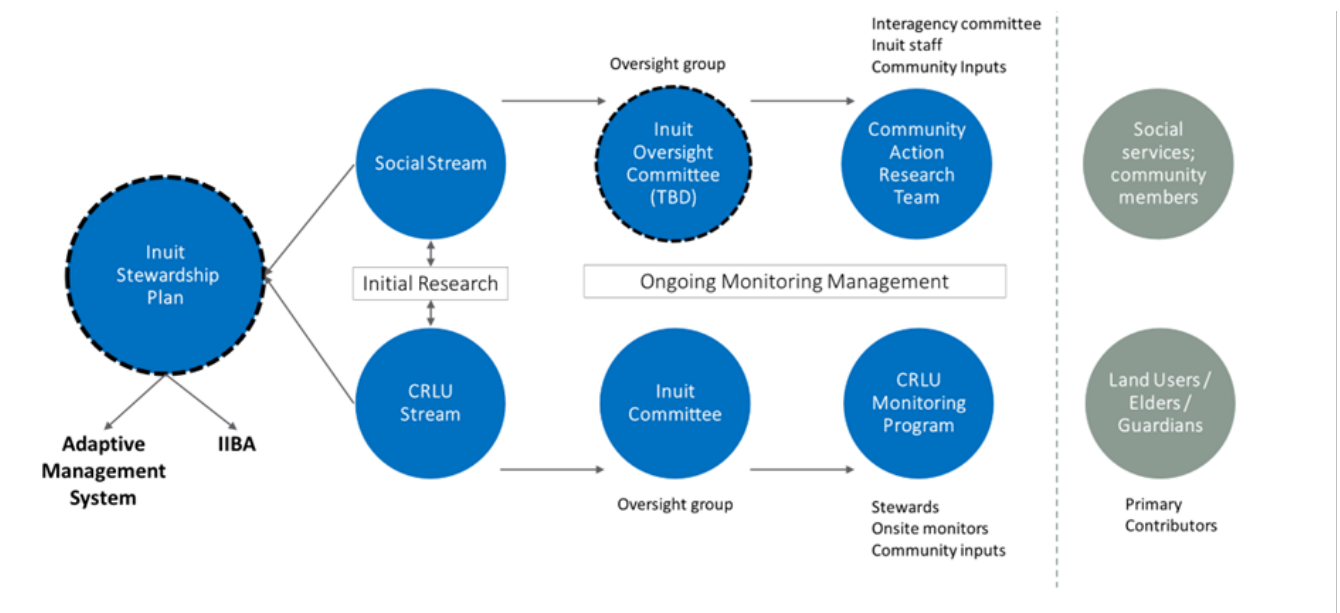 Interagency committee
Inuit staff
Community Inputs
Oversight group
Social Stream
Inuit
Oversight
Committee
(TBD)
Community
Action
Research
Team
Social
services;
community
members
Inuit
Stewardship
Plan
Initial Research
Ongoing Monitoring Management
CRLU
Stream
Inuit
Committee
CRLU
Monitoring
Program
Land Users /
Elders /
Guardians
Adaptive
Management
System
IIBA
Oversight group
Stewards
Onsite monitors
Community inputs
Primary
Contributors